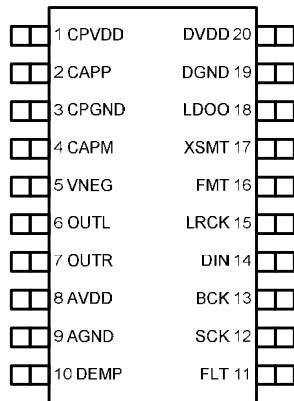 1 CPVDD DVDD 20
2 CAPP DGND 19
3 CPGND LDOO 18
4 CAPM XSMT 17
5 VNEG FMT 16
6 OUTL LRCK 15
7 OUTR DIN 14
8 AVDD BCK 13
9 AGND SCK 12
10 DEMP FLT 11